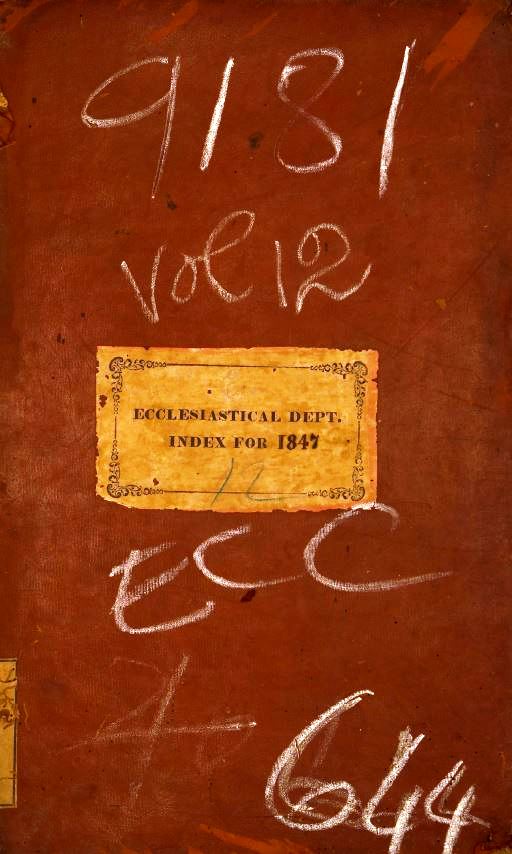 9181
Vol 12
ECCLESIASTICAL DEPT.
INDEX FOR 1847
12
ECC
644